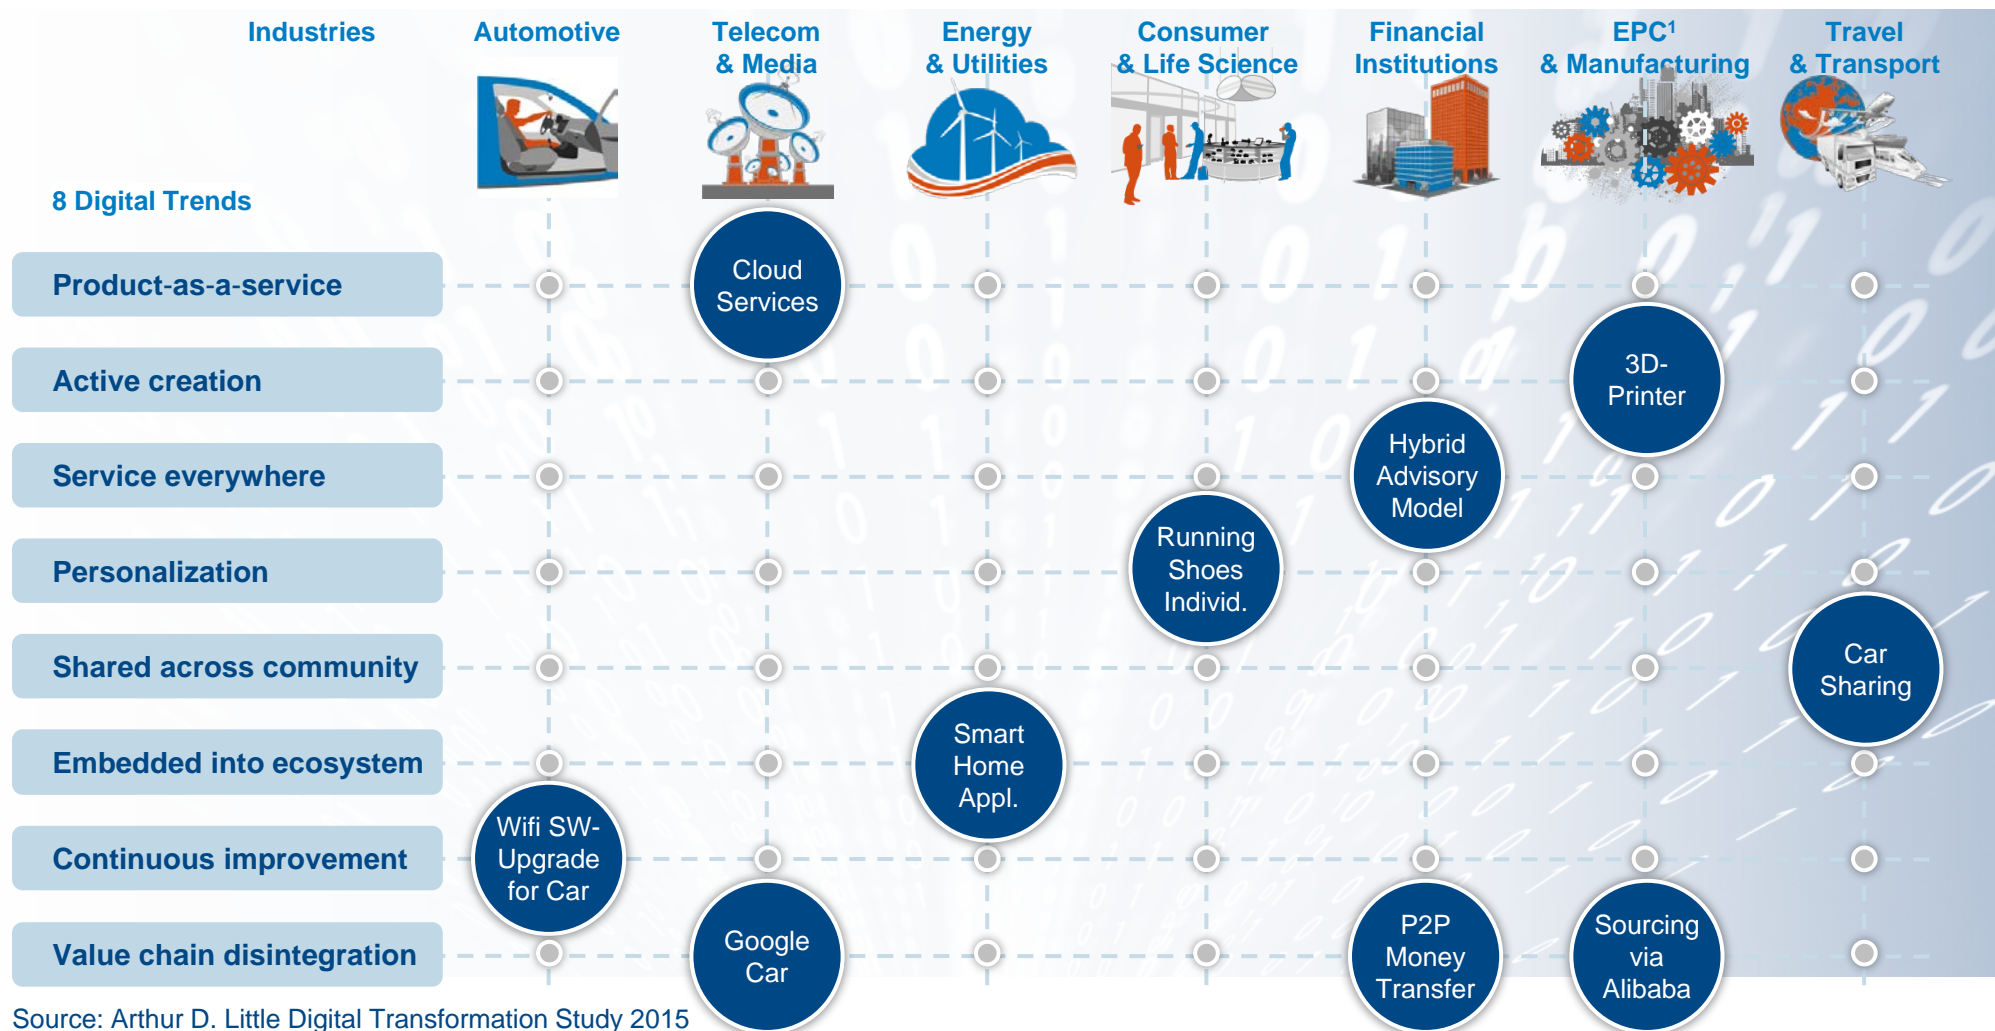 Industries
Automotive
Telecom
& Media
Energy
& Utilities
Consumer
& Life Science
Financial
Institutions
EPC¹
& Manufacturing
Travel
& Transport
8 Digital Trends
Product-as-a-service
Cloud
Services
Active creation
3D-
Printer
Service everywhere
Hybrid
Advisory
Model
Personalization
Running
Shoes
Individ.
Shared across community
Car
Sharing
Embedded into ecosystem
Smart
Home
Appl.
Continuous improvement
Wifi SW-
Upgrade
for Car
Value chain disintegration
Google
Car
P2P
Money
Transfer
Sourcing
via
Alibaba
Source: Arthur D. Little Digital Transformation Study 2015